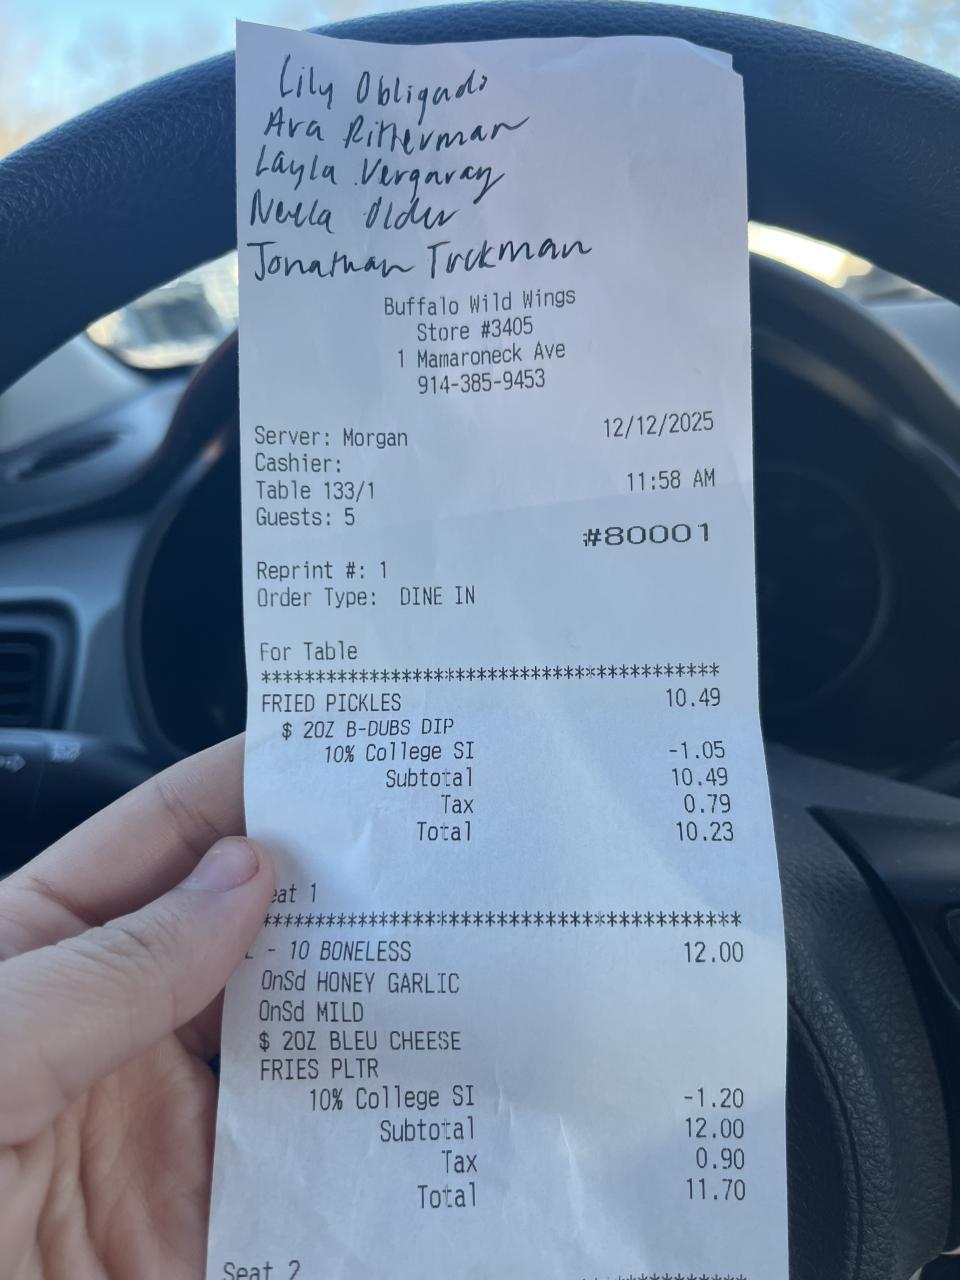 Lily Obligado
Ava Ritterman
Layla Vergaray
Nella Older
Jonathan Tuckman
Buffalo Wild Wings
Store #3405
1 Mamaroneck Ave
914-385-9453
Server: Morgan 12/12/2025
Cashier:
Table 133/1 11:58 AM
Guests: 5
#80001
Reprint #: 1
Order Type: DINE IN
For Table
******************************************
FRIED PICKLES 10.49
$ 2OZ B-DUBS DIP
10% College SI -1.05
Subtotal 10.49
Tax 0.79
Total 10.23
eat 1
******************************************
- 10 BONELESS 12.00
OnSd HONEY GARLIC
OnSd MILD
$ 2OZ BLEU CHEESE
FRIES PLTR
10% College SI -1.20
Subtotal 12.00
Tax 0.90
Total 11.70
Seat 2